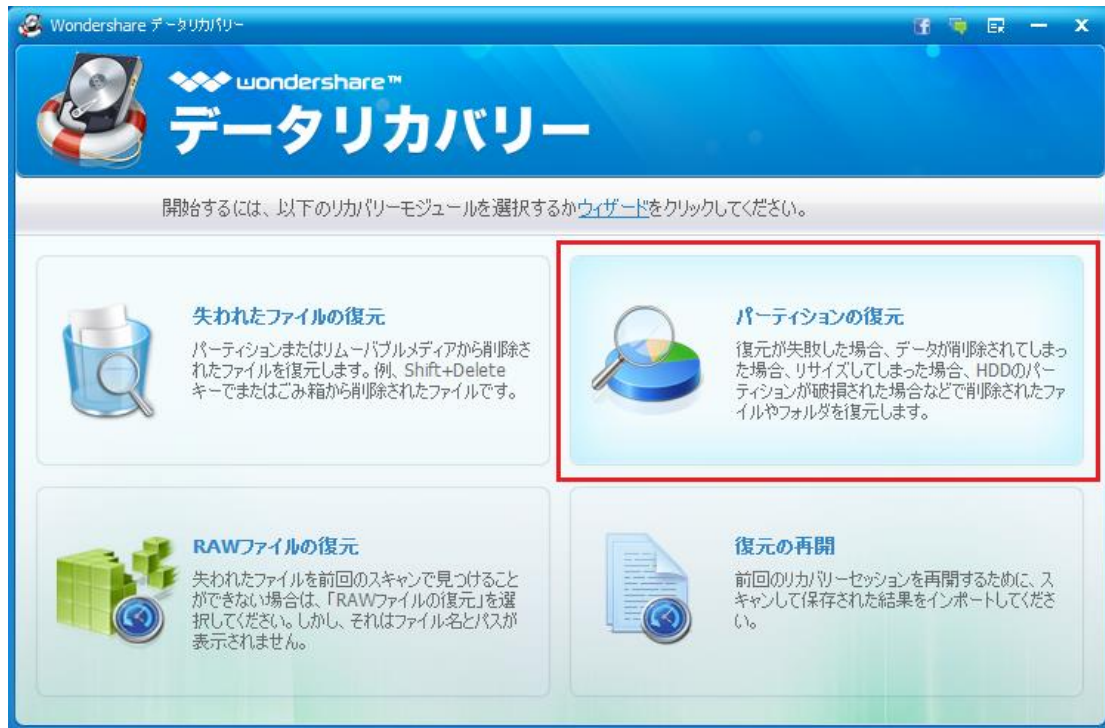 Wondershare データリカバリー
wondershare™
データリカバリー
開始するには、以下のリカバリーモジュールを選択するかウィザードをクリックしてください。
失われたファイルの復元
パーティションまたはリムーバブルメディアから削除さ
れたファイルを復元します。例、Shift+Delete
キーでまたはごみ箱から削除されたファイルです。
パーティションの復元
復元が失敗した場合、データが削除されてしまっ
た場合、リサイズしてしまった場合、HDDのパー
ティションが破損された場合などで削除されたファ
イルやフォルダを復元します。
RAWファイルの復元
失われたファイルを前回のスキャンで見つけること
ができない場合は、「RAWファイルの復元」を選
択してください。しかし、それはファイル名とパスが
表示されません。
復元の再開
前回のリカバリーセッションを再開するために、ス
キャンして保存された結果をインポートしてくださ
い。